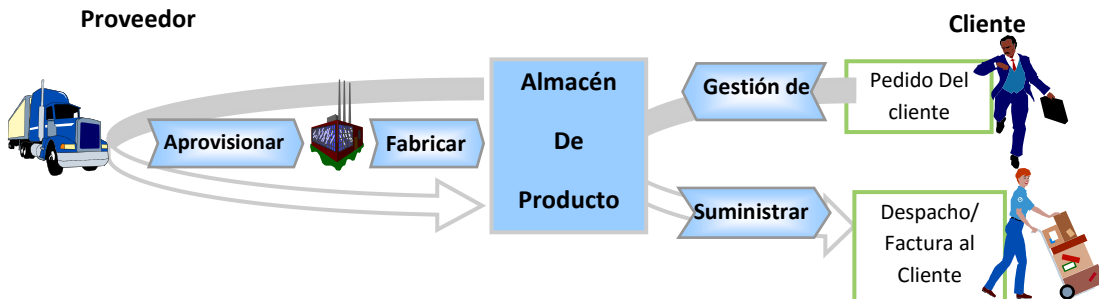 Proveedor
Cliente
Aprovisionar
Fabricar
Almacén
De
Producto
Gestión de
Pedido Del
cliente
Suministrar
Despacho/
Factura al
Cliente